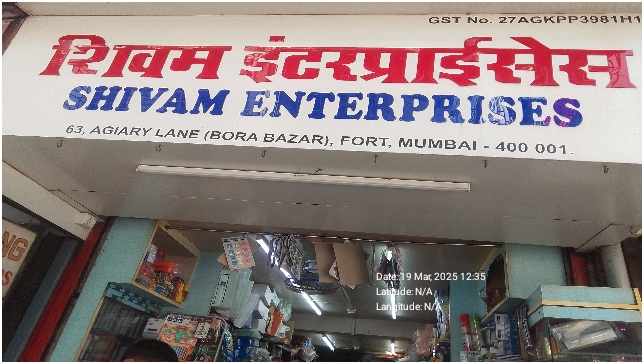 GST No. 27AGKPP3981H1
शिवम इंटरप्राईसेस
SHIVAM ENTERPRISES
63, AGIARY LANE (BORA BAZAR), FORT, MUMBAI - 400 001.
Date: 19 Mar, 2025 12:35
Latitude: N/A
Longitude: N/A
NG
S